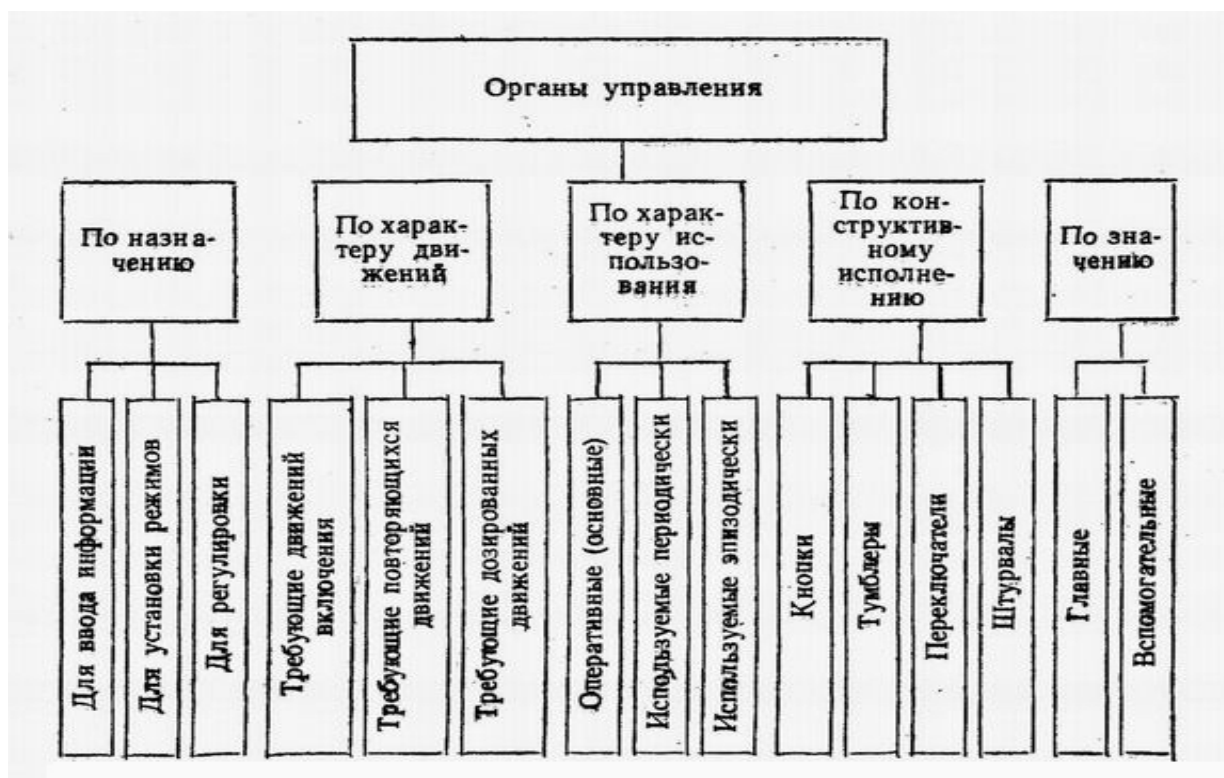 Органы управления
По назна-
чению
По харак-
теру дви-
жений
По харак-
теру ис-
пользо-
вания
По кон-
структив-
ному
исполне-
нию
По зна-
чению
Для ввода информации
Для установки режимов
Для регулировки
Требующие движений
включения
Требующие повторяющихся
движений
Требующие дозированных
движений
Оперативные (основные)
Используемые периодически
Используемые эпизодически
Кнопки
Тумблеры
Переключатели
Штурвалы
Главные
Вспомогательные